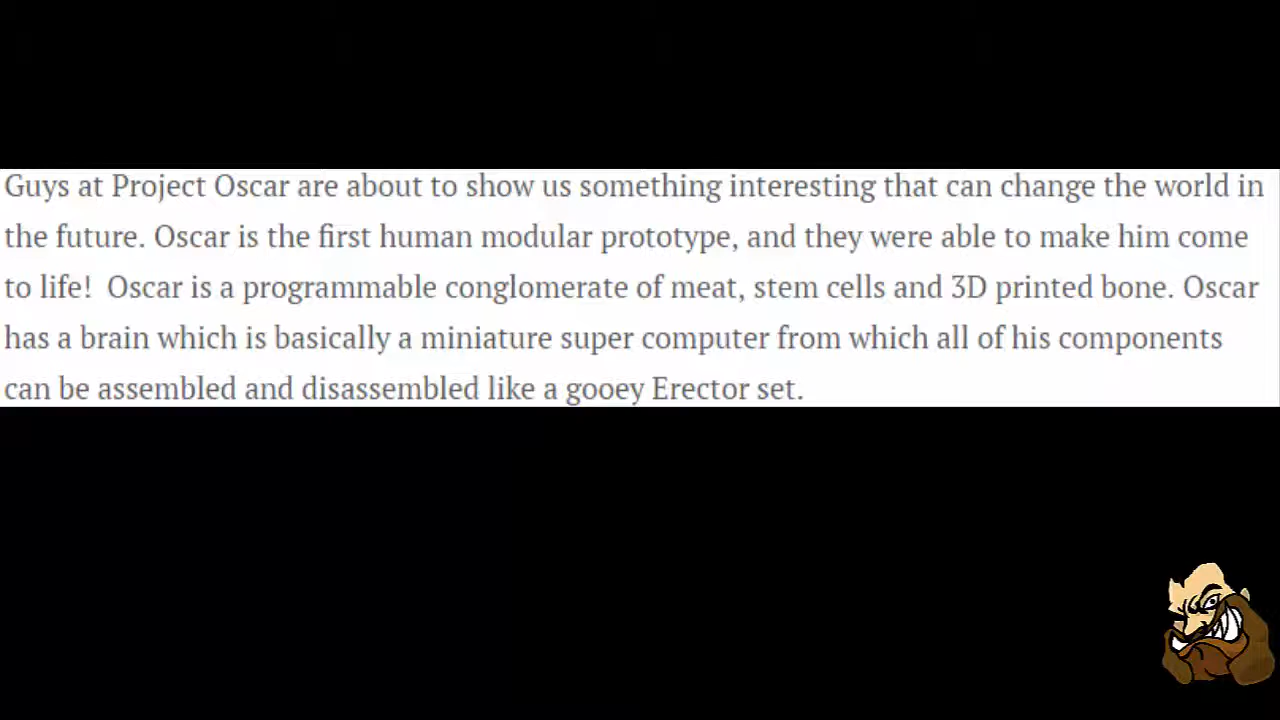 Guys at Project Oscar are about to show us something interesting that can change the world in
the future. Oscar is the first human modular prototype, and they were able to make him come
to life!  Oscar is a programmable conglomerate of meat, stem cells and 3D printed bone. Oscar
has a brain which is basically a miniature super computer from which all of his components
can be assembled and disassembled like a gooey Erector set.